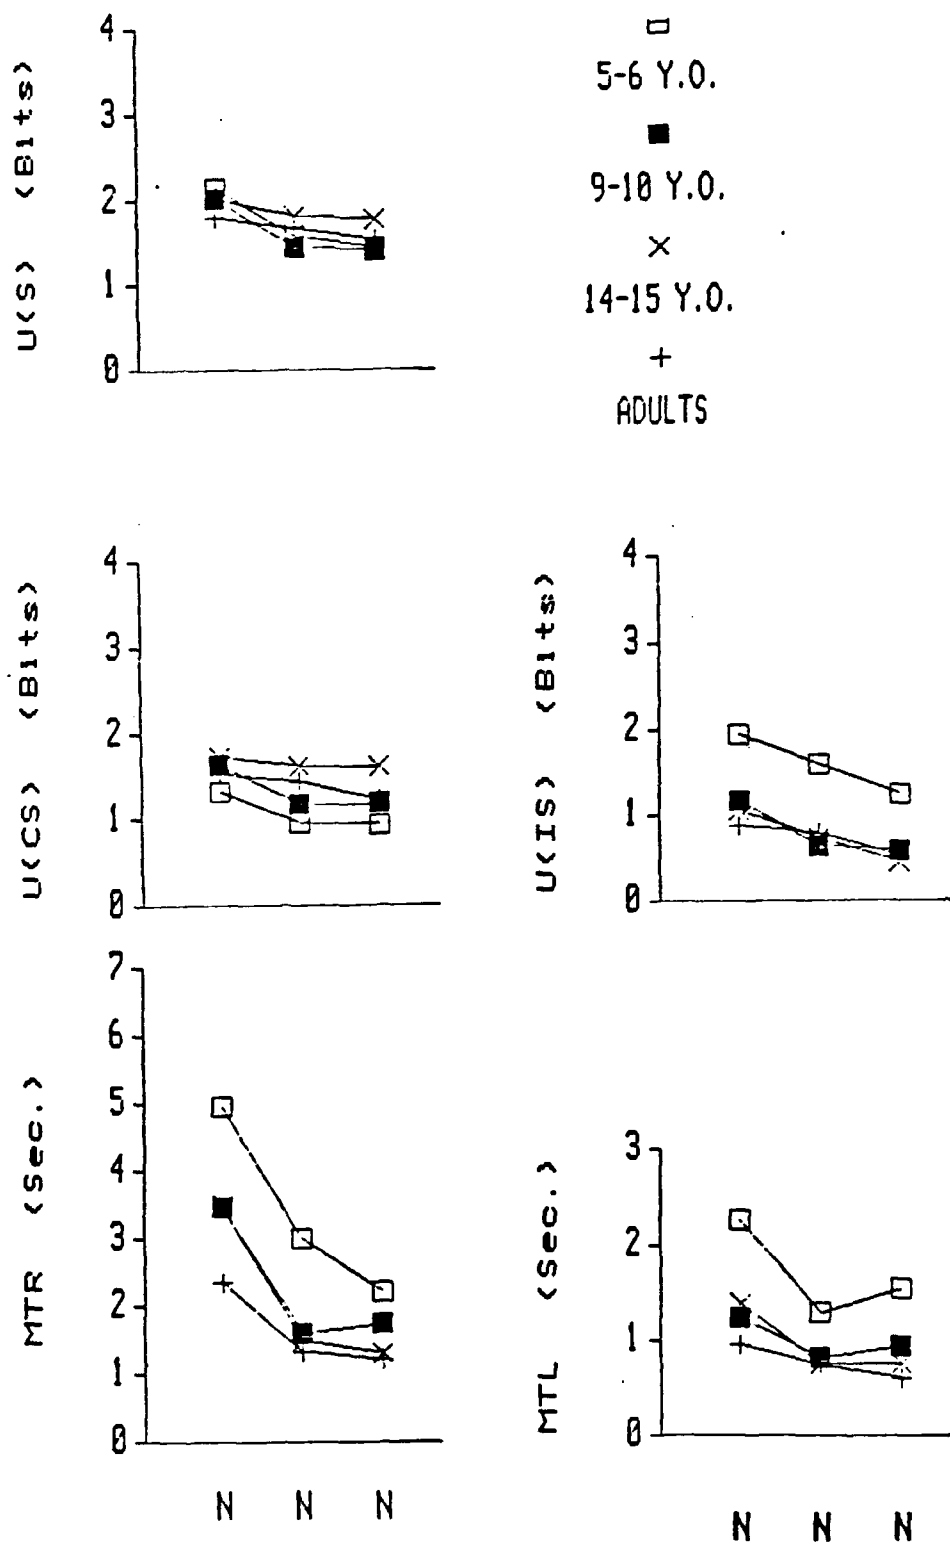 U(S) (Bits)
4
3
2
1
0
5-6 Y.O.
9-10 Y.O.
14-15 Y.O.
ADULTS
U(CS) (Bits)
4
3
2
1
0
U(IS) (Bits)
4
3
2
1
0
MTR (Sec.)
7
6
5
4
3
2
1
0
N N N
MTL (Sec.)
3
2
1
0
N N N